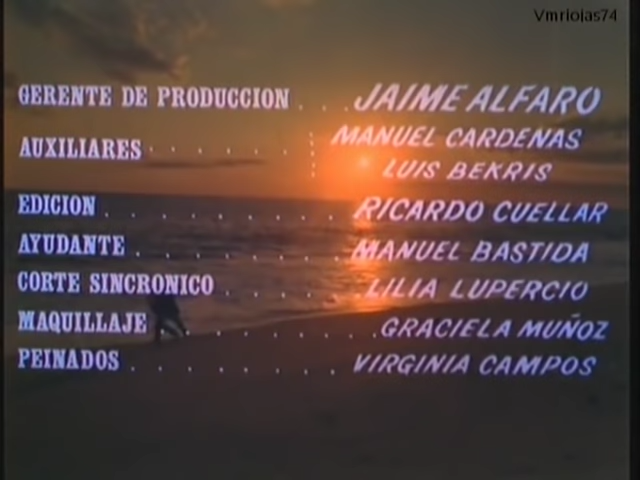 Vmriojas74
GERENTE DE PRODUCCION . . . JAIME ALFARO
AUXILIARES . . . . . . MANUEL CARDENAS
LUIS BEKRIS
EDICION . . . . . . . . . RICARDO CUELLAR
AYUDANTE . . . . . . . . MANUEL BASTIDA
CORTE SINCRONICO . . . . . . LILIA LUPERCIO
MAQUILLAJE . . . . . . . . GRACIELA MUÑOZ
PEINADOS . . . . . . . . VIRGINIA CAMPOS